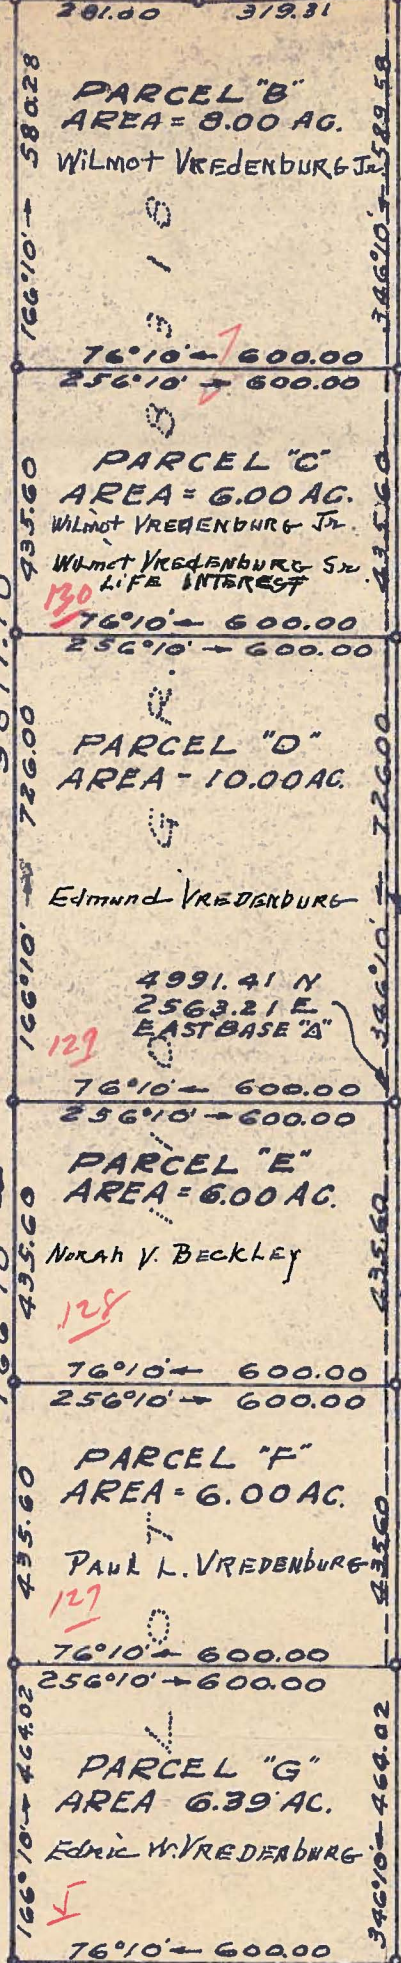 281.00 319.31
PARCEL "B"
AREA = 8.00 AC.
WiLmot VREdENbURG Jr
166°10' → 580.28
346°10' ← 589.58
76°10' ← 600.00
256°10' → 600.00
PARCEL "C"
AREA = 6.00 AC.
Wilmot VREDENBURG Jr.
Wilmot VREDENBURG Sr.
LIFE INTEREST
130
435.60
435.60
76°10' ← 600.00
256°10' → 600.00
PARCEL "D"
AREA - 10.00 AC.
Edmund VREDENBURG
4991.41 N
2563.21 E
EAST BASE "Δ"
129
166°10' → 726.00
346°10' ← 726.00
76°10' ← 600.00
256°10' → 600.00
PARCEL "E"
AREA = 6.00 AC.
NORAH V. BECKLEY
128
435.60
435.60
76°10' ← 600.00
256°10' → 600.00
PARCEL "F"
AREA = 6.00 AC.
PAUL L. VREDENBURG
127
435.60
435.60
76°10' ← 600.00
256°10' → 600.00
PARCEL "G"
AREA 6.39 AC.
Edric W. VREDENBURG
166°10' → 464.02
346°10' ← 464.02
76°10' ← 600.00
LOT